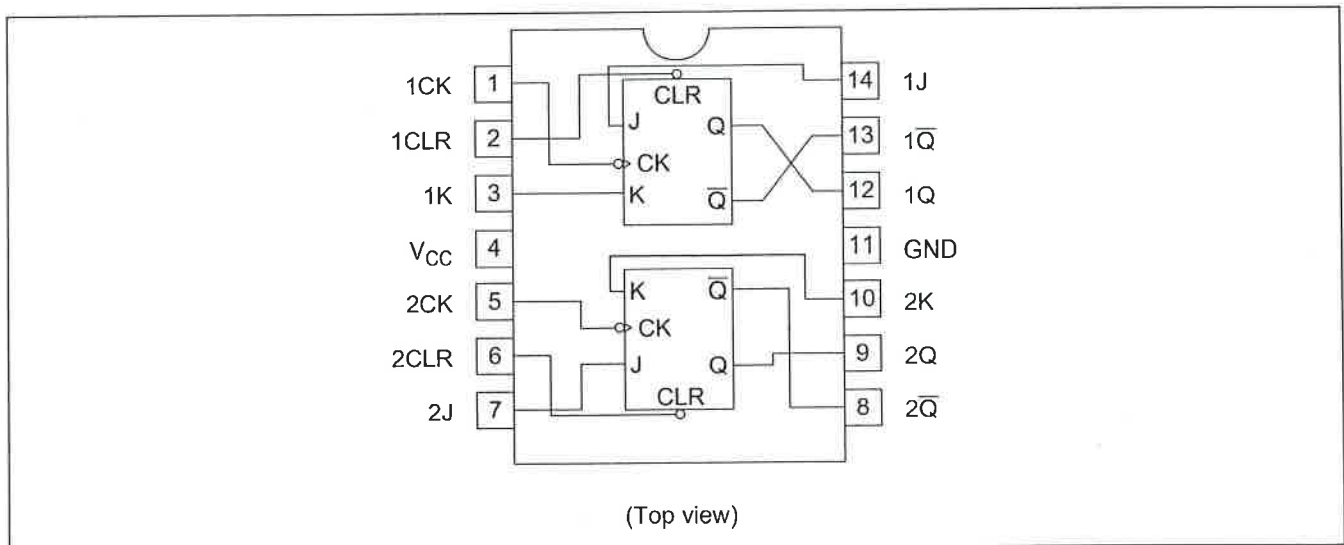 1CK 1 14 1J
CLR
1CLR 2 J Q 13 1Q̅
CK
1K 3 K Q̅ 12 1Q
V_CC 4 11 GND
2CK 5 K Q̅ 10 2K
CK
2CLR 6 J Q 9 2Q
CLR
2J 7 8 2Q̅
(Top view)